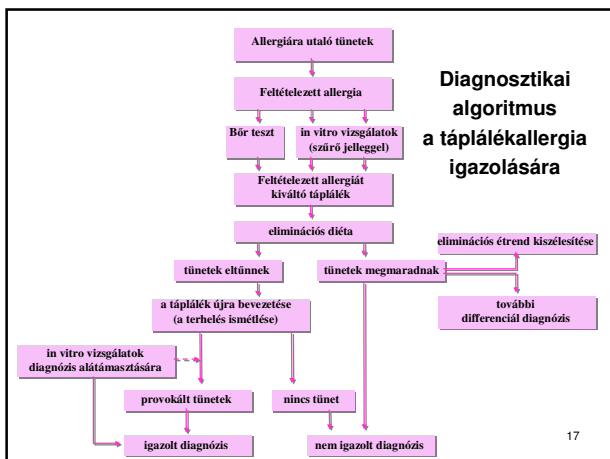 Allergiára utaló tünetek
Feltételezett allergia
Diagnosztikai
algoritmus
a táplálékallergia
igazolására
Bőr teszt
in vitro vizsgálatok
(szűrő jelleggel)
Feltételezett allergiát
kiváltó táplálék
eliminációs diéta
eliminációs étrend kiszélesítése
tünetek eltűnnek
tünetek megmaradnak
a táplálék újra bevezetése
(a terhelés ismétlése)
további
differenciál diagnózis
in vitro vizsgálatok
diagnózis alátámasztására
provokált tünetek
nincs tünet
igazolt diagnózis
nem igazolt diagnózis
17